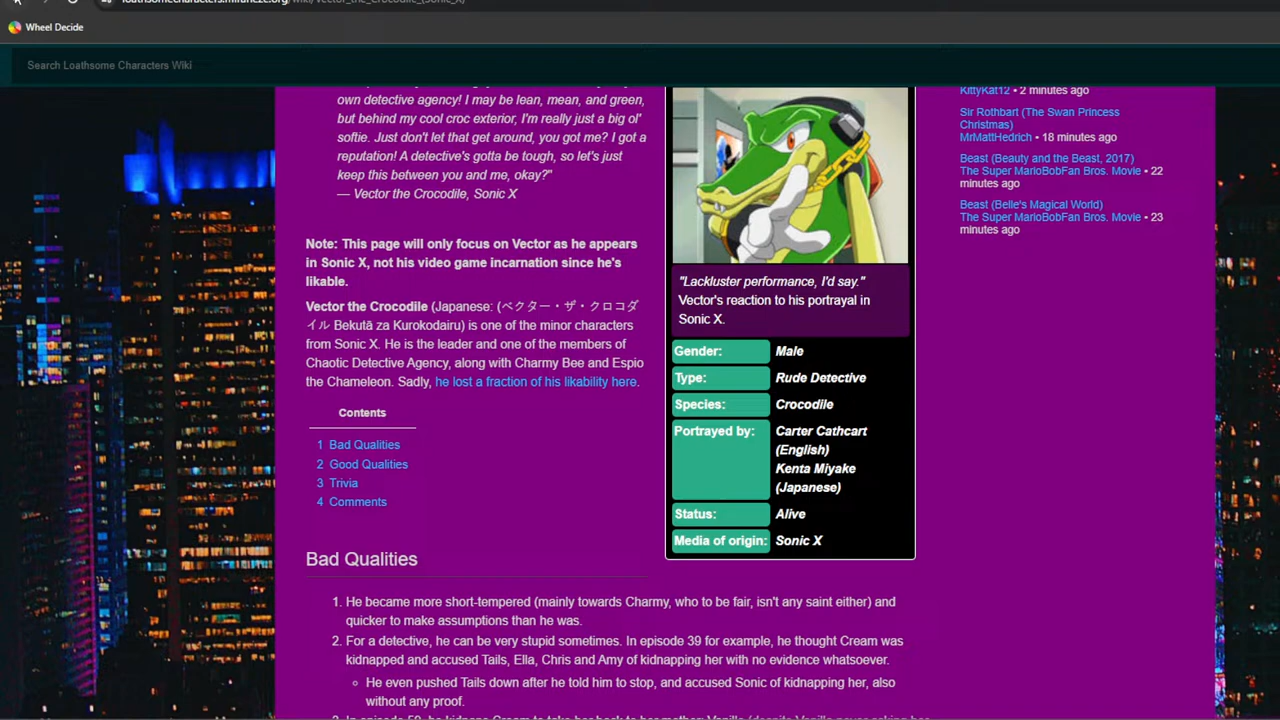 Wheel Decide
Search Loathsome Characters Wiki
own detective agency! I may be lean, mean, and green,
but behind my cool croc exterior, I'm really just a big ol'
softie. Just don't let that get around, you got me? I got a
reputation! A detective's gotta be tough, so let's just
keep this between you and me, okay?"
— Vector the Crocodile, Sonic X
Note: This page will only focus on Vector as he appears
in Sonic X, not his video game incarnation since he's
likable.
Vector the Crocodile (Japanese: (ベクター・ザ・クロコダ
イル Bekutā za Kurokodairu) is one of the minor characters
from Sonic X. He is the leader and one of the members of
Chaotic Detective Agency, along with Charmy Bee and Espio
the Chameleon. Sadly, he lost a fraction of his likability here.
Contents
1 Bad Qualities
2 Good Qualities
3 Trivia
4 Comments
"Lackluster performance, I'd say."
Vector's reaction to his portrayal in
Sonic X.
Gender: Male
Type: Rude Detective
Species: Crocodile
Portrayed by: Carter Cathcart
(English)
Kenta Miyake
(Japanese)
Status: Alive
Media of origin: Sonic X
KittyKat12 • 2 minutes ago
Sir Rothbart (The Swan Princess
Christmas)
MrMattHedrich • 18 minutes ago
Beast (Beauty and the Beast, 2017)
The Super MarioBobFan Bros. Movie • 22
minutes ago
Beast (Belle's Magical World)
The Super MarioBobFan Bros. Movie • 23
minutes ago
Bad Qualities
1. He became more short-tempered (mainly towards Charmy, who to be fair, isn't any saint either) and
quicker to make assumptions than he was.
2. For a detective, he can be very stupid sometimes. In episode 39 for example, he thought Cream was
kidnapped and accused Tails, Ella, Chris and Amy of kidnapping her with no evidence whatsoever.
He even pushed Tails down after he told him to stop, and accused Sonic of kidnapping her, also
without any proof.